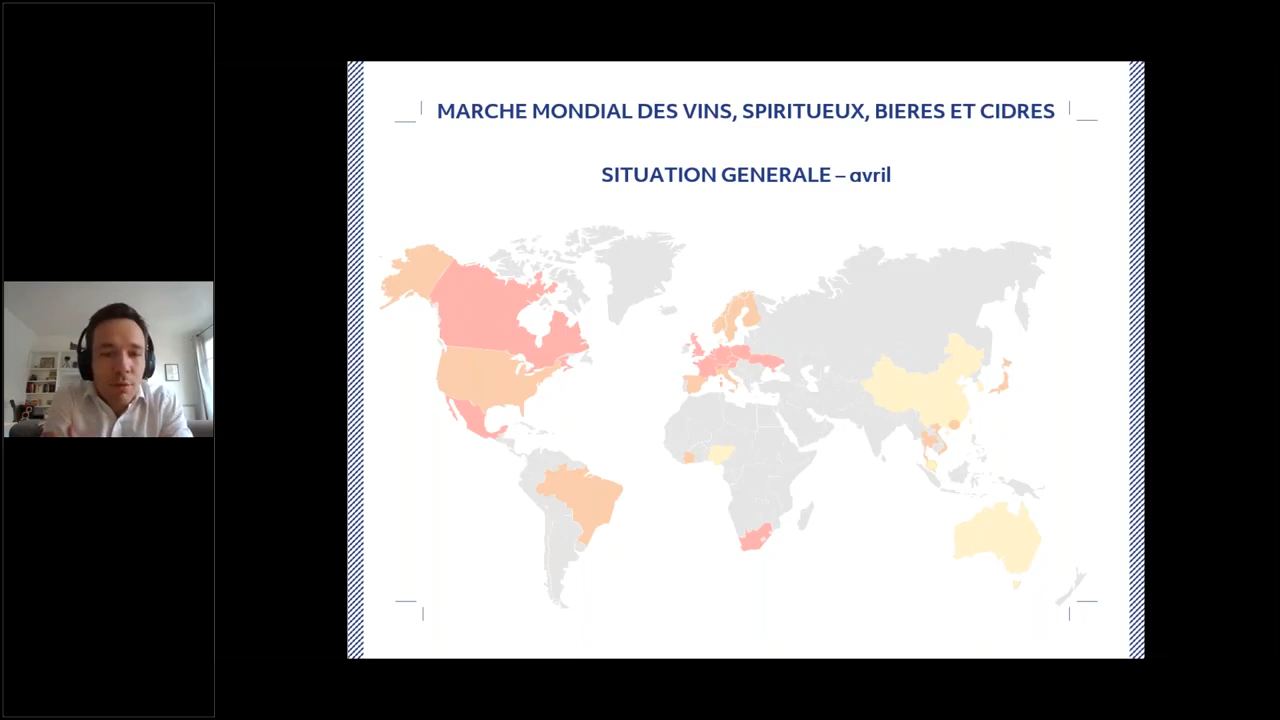 MARCHE MONDIAL DES VINS, SPIRITUEUX, BIERES ET CIDRES
SITUATION GENERALE – avril